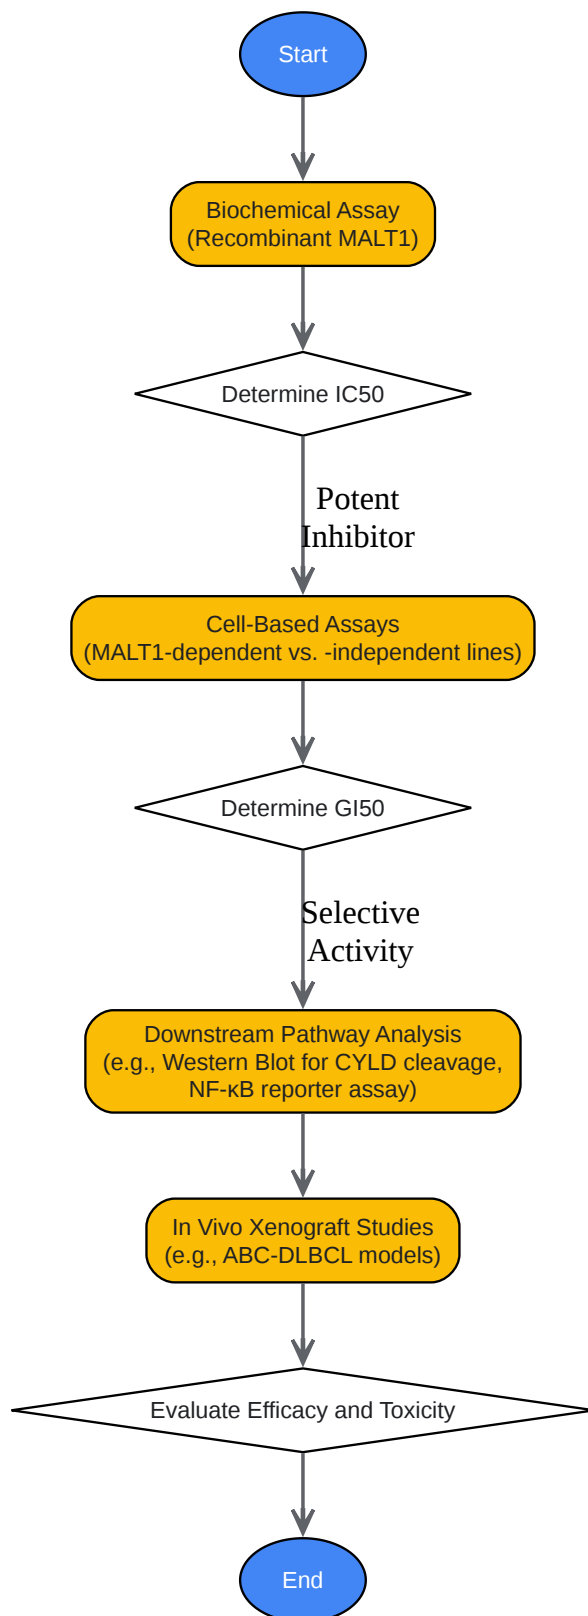 Start
Biochemical Assay
(Recombinant MALT1)
Determine IC50
Potent
Inhibitor
Cell-Based Assays
(MALT1-dependent vs. -independent lines)
Determine GI50
Selective
Activity
Downstream Pathway Analysis
(e.g., Western Blot for CYLD cleavage,
NF-κB reporter assay)
In Vivo Xenograft Studies
(e.g., ABC-DLBCL models)
Evaluate Efficacy and Toxicity
End